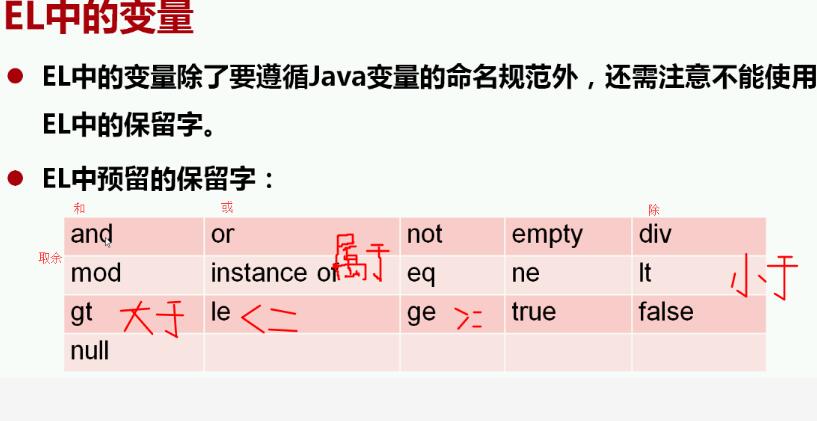 EL中的变量
● EL中的变量除了要遵循Java变量的命名规范外，还需注意不能使用
EL中的保留字。
● EL中预留的保留字：
和 或 除
and or not empty div
取余 mod instance of 属于 eq ne lt 小于
gt 大于 le <= ge >= true false
null